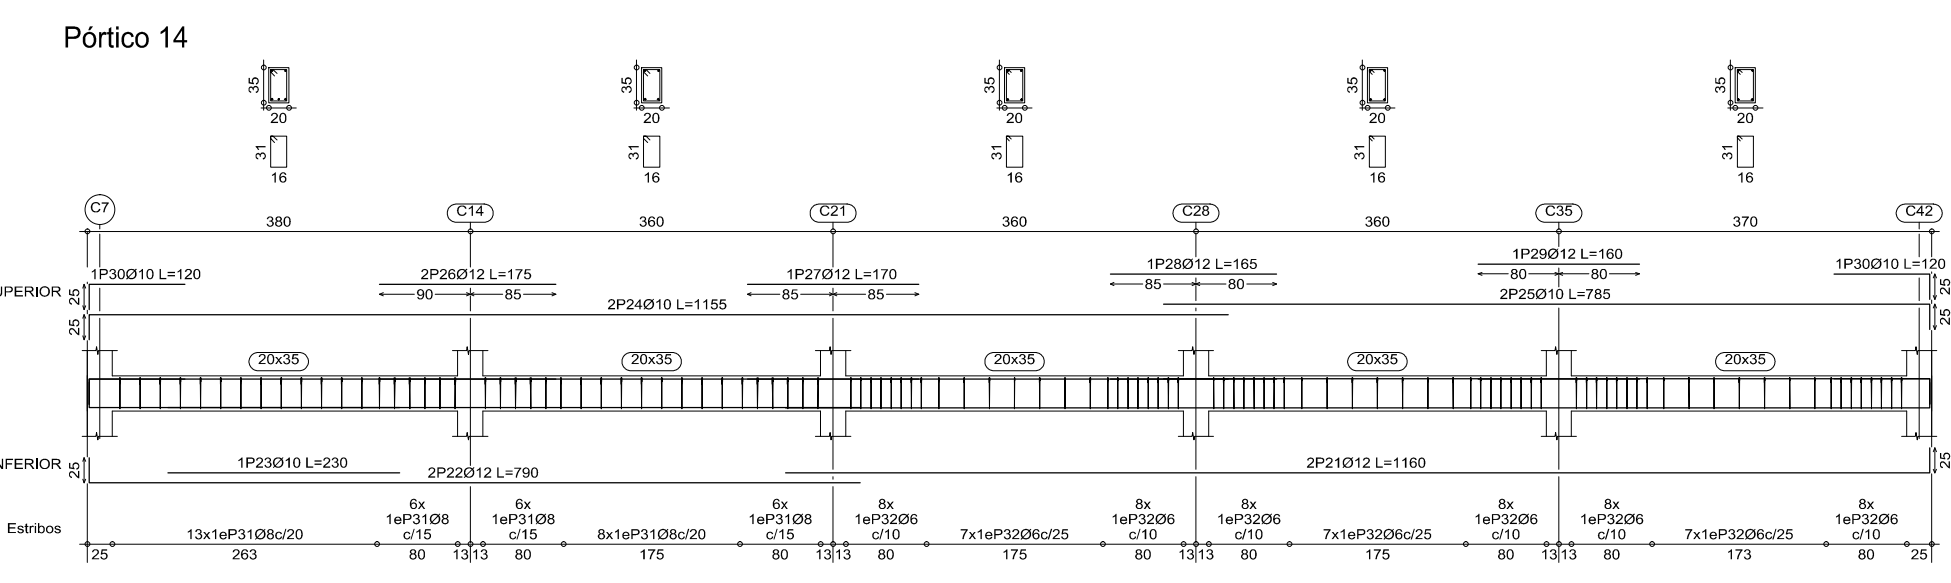 Pórtico 14
35 35 35 35 35
20 20 20 20 20
31 31 31 31 31
16 16 16 16 16
C7 C14 C21 C28 C35 C42
380 360 360 360 370
1P29Ø12 L=160
1P28Ø12 L=165
80 80
1P30Ø10 L=120 2P26Ø12 L=175 1P27Ø12 L=170 1P30Ø10 L=120
85 80
UPERIOR 25 90 85 85 85 2P25Ø10 L=785 25
25 2P24Ø10 L=1155 25
20x35 20x35 20x35 20x35 20x35
NFERIOR 25 1P23Ø10 L=230 2P21Ø12 L=1160 25
2P22Ø12 L=790
6x 6x 6x 8x 8x 8x 8x 8x 8x
1eP31Ø8 1eP31Ø8 1eP31Ø8 1eP32Ø6 1eP32Ø6 1eP32Ø6 1eP32Ø6 1eP32Ø6 1eP32Ø6
Estribos 13x1eP31Ø8c/20 c/15 c/15 8x1eP31Ø8c/20 c/15 c/10 7x1eP32Ø6c/25 c/10 c/10 7x1eP32Ø6c/25 c/10 c/10 7x1eP32Ø6c/25 c/10
25 263 80 13 13 80 175 80 13 13 80 175 80 13 13 80 175 80 13 13 80 173 80 25